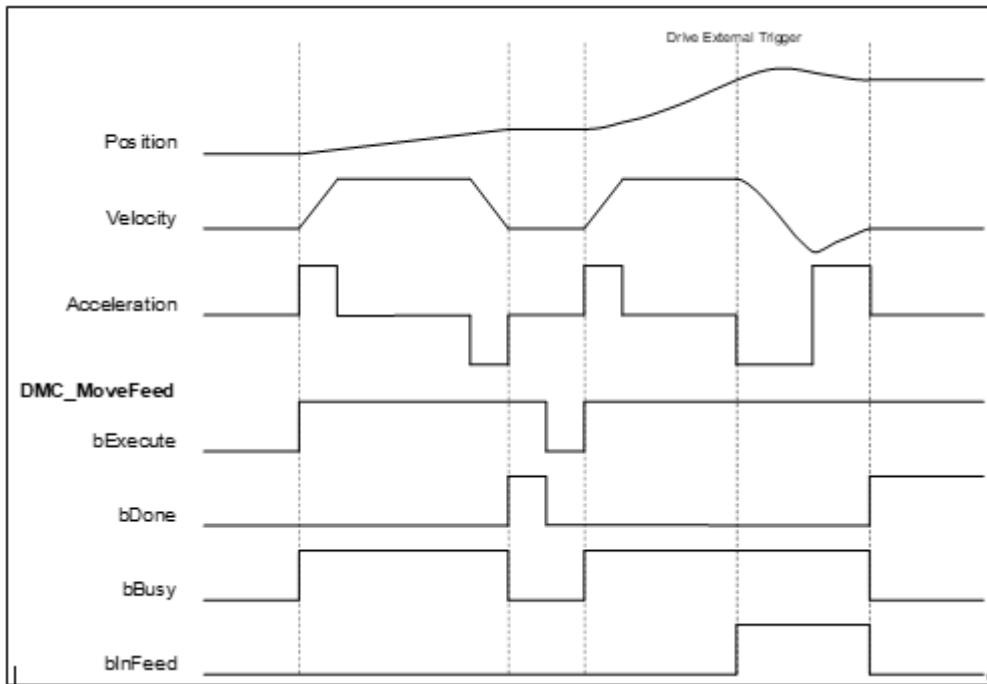 Drive External Trigger
Position
Velocity
Acceleration
DMC_MoveFeed
bExecute
bDone
bBusy
bInFeed